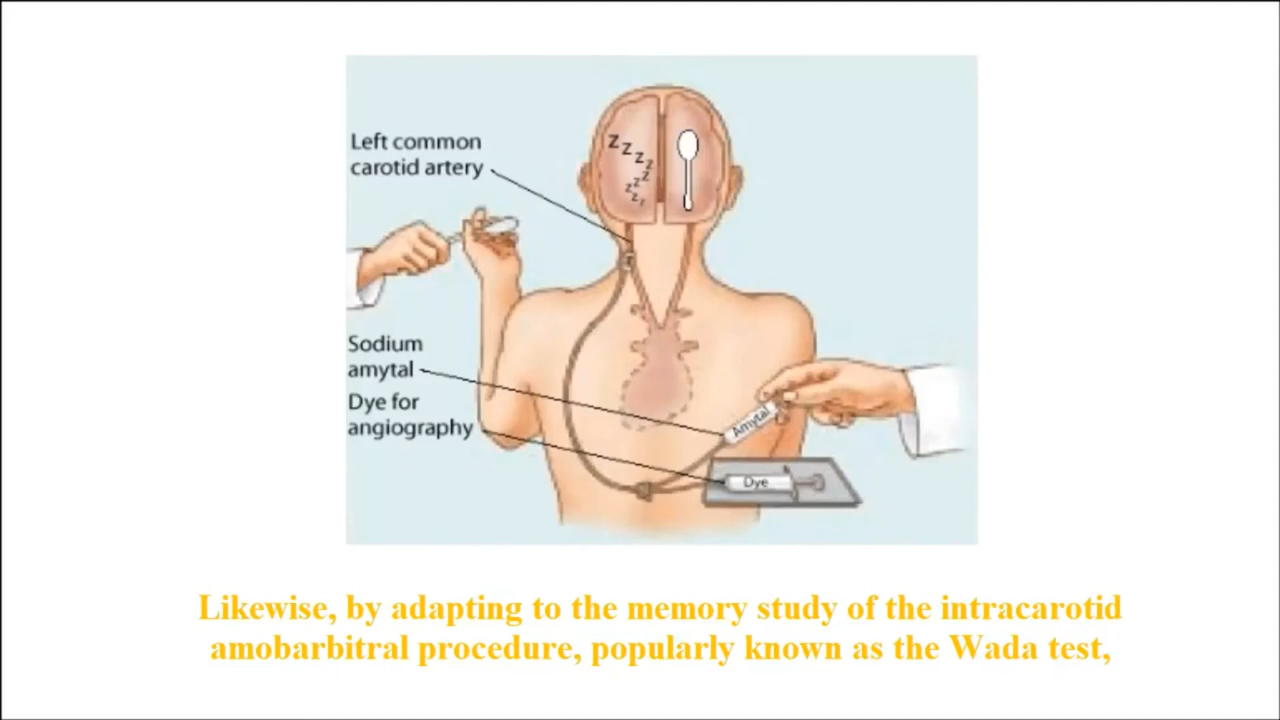 Left common
carotid artery
z z z z z z z z z
Sodium
amytal
Dye for
angiography
Amytal
Dye
Likewise, by adapting to the memory study of the intracarotid
amobarbitral procedure, popularly known as the Wada test,